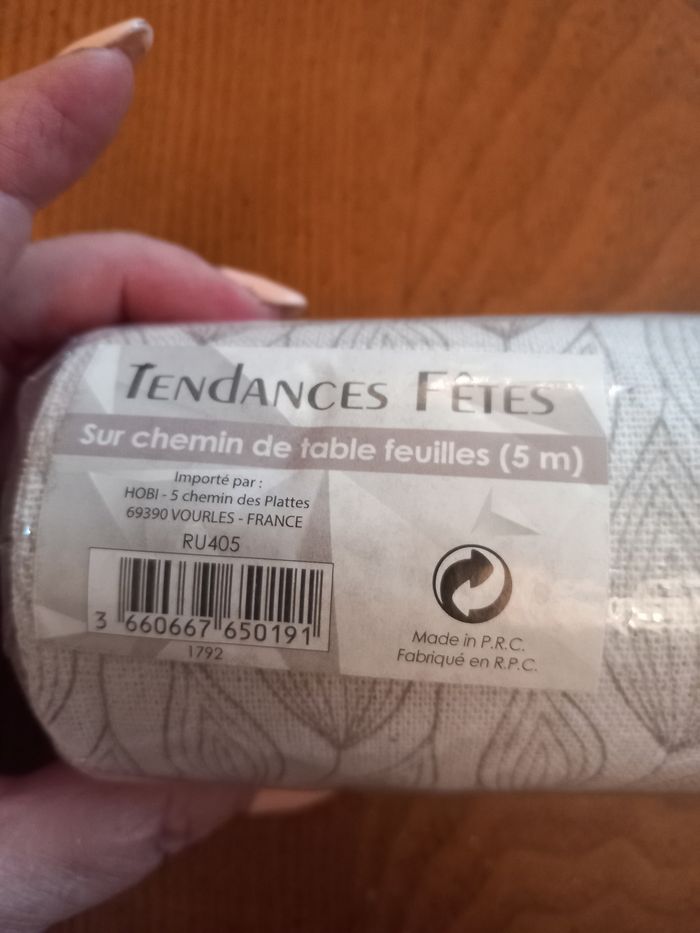 TENdANCES FÊTES
Sur chemin de table feuilles (5 m)
Importé par :
HOBI - 5 chemin des Plattes
69390 VOURLES - FRANCE
RU405
3 660667 650191
1792
Made in P.R.C.
Fabriqué en R.P.C.